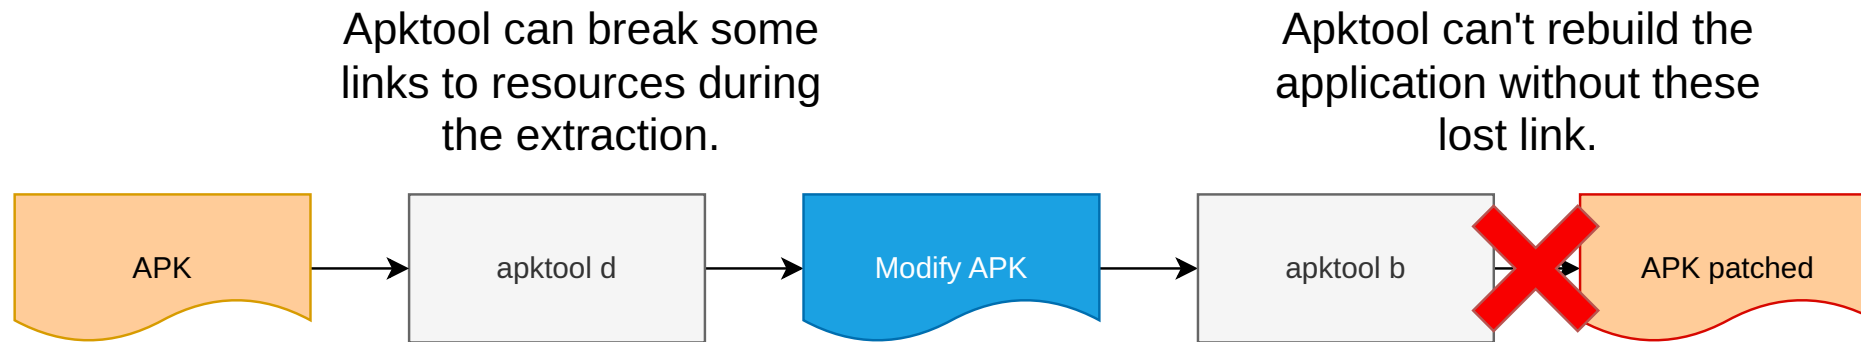 Apktool can break some
links to resources during
the extraction.
Apktool can't rebuild the
application without these
lost link.
APK
apktool d
Modify APK
apktool b
APK patched